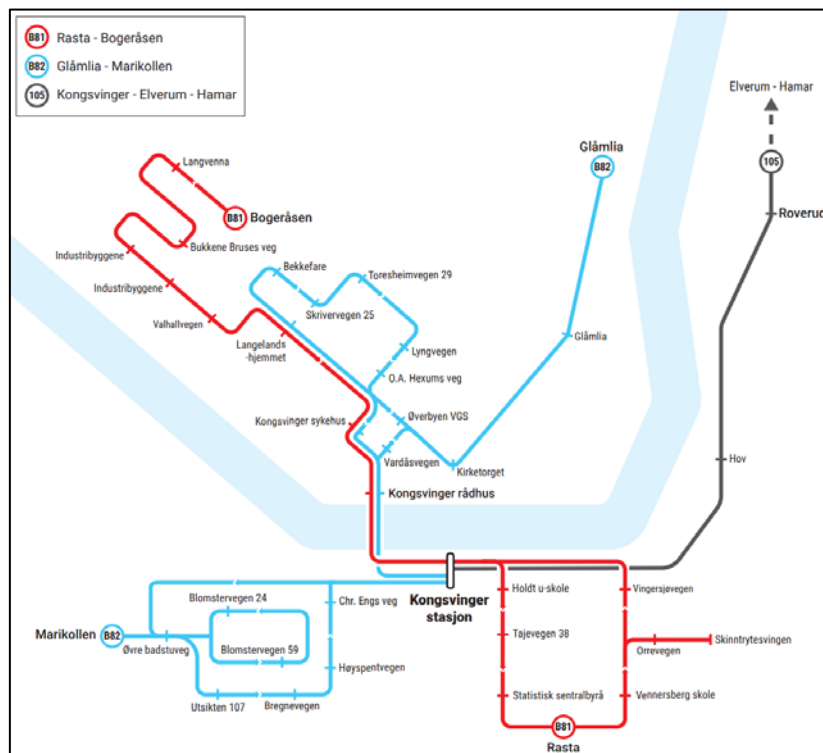 B81 Rasta - Bogeråsen
B82 Glåmlia - Marikollen
105 Kongsvinger - Elverum - Hamar
Elverum - Hamar
105
Roverud
Glåmlia
B82
Langvenna
B81 Bogeråsen
Bukkene Bruses veg
Industribyggene
Industribyggene
Valhallvegen
Langelands
-hjemmet
Bekkefare
Toresheimvegen 29
Skrivervegen 25
Lyngvegen
O.A. Hexums veg
Glåmlia
Kongsvinger sykehus
Øverbyen VGS
Vardåsvegen
Kirketorget
Hov
Kongsvinger rådhus
Kongsvinger
stasjon
Holdt u-skole
Vingersjøvegen
Blomstervegen 24
Chr. Engs veg
Marikollen B82
Øvre badstuveg
Blomstervegen 59
Tajevegen 38
Orrevegen
Skinntrytesvingen
Høyspentvegen
Utsikten 107
Bregnevegen
Statistisk sentralbyrå
Vennersberg skole
B81
Rasta